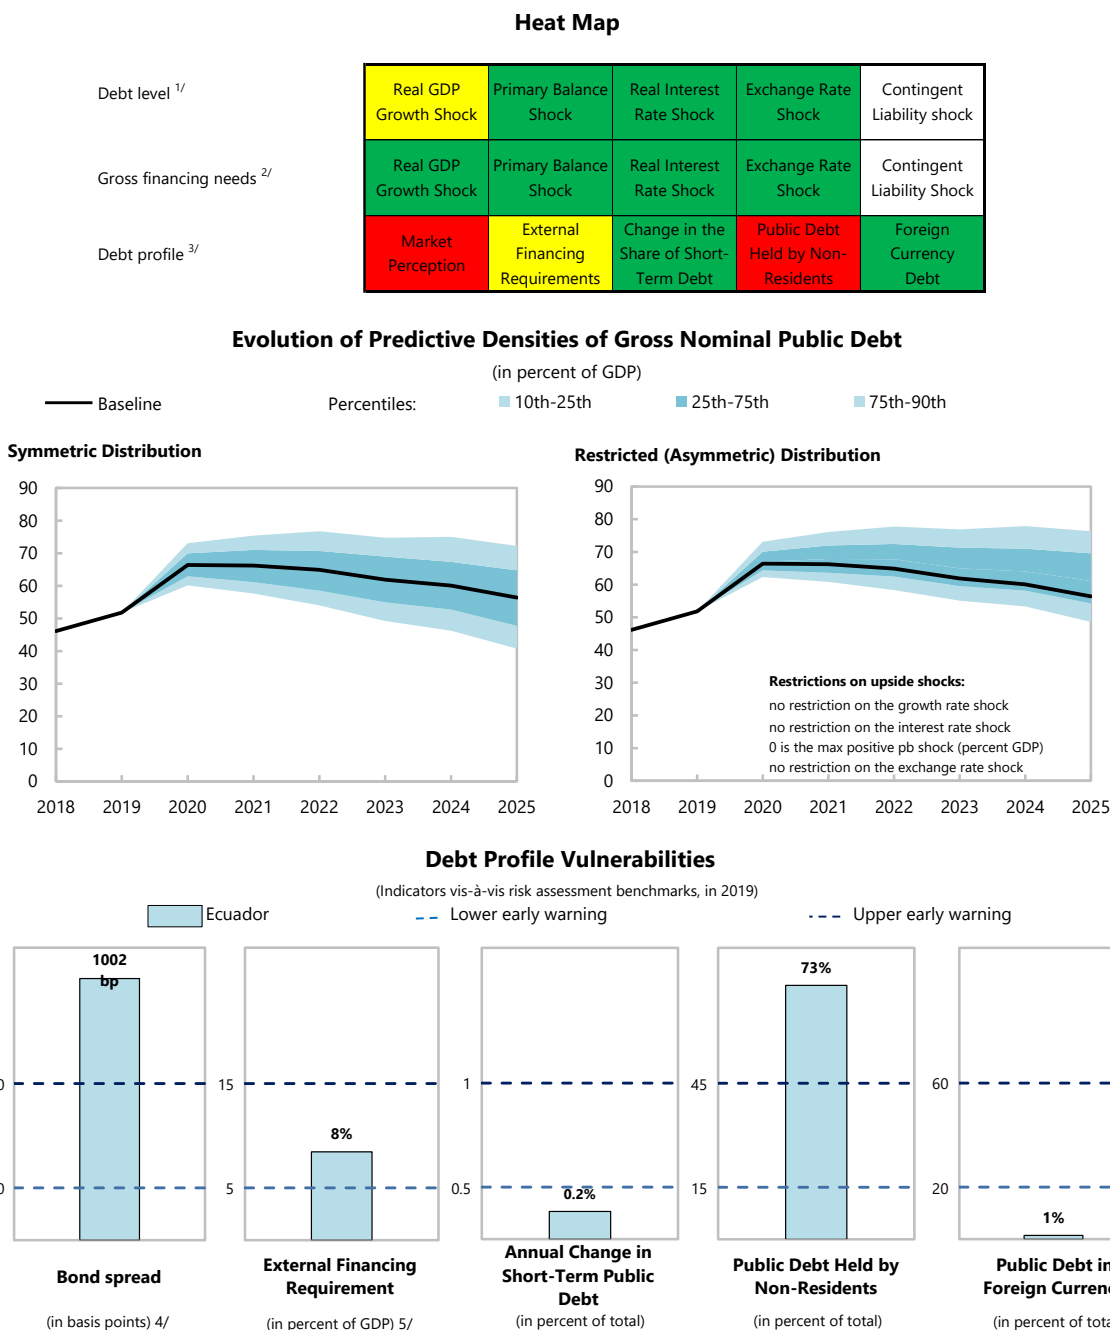 Heat Map
Debt level 1/
Real GDP Growth Shock
Primary Balance Shock
Real Interest Rate Shock
Exchange Rate Shock
Contingent Liability shock
Gross financing needs 2/
Real GDP Growth Shock
Primary Balance Shock
Real Interest Rate Shock
Exchange Rate Shock
Contingent Liability Shock
Debt profile 3/
Market Perception
External Financing Requirements
Change in the Share of Short-Term Debt
Public Debt Held by Non-Residents
Foreign Currency Debt
Evolution of Predictive Densities of Gross Nominal Public Debt
(in percent of GDP)
Baseline
Percentiles:
10th-25th
25th-75th
75th-90th
Symmetric Distribution
90
80
70
60
50
40
30
20
10
0
2018 2019 2020 2021 2022 2023 2024 2025
Restricted (Asymmetric) Distribution
90
80
70
60
50
40
30
20
10
0
Restrictions on upside shocks:
no restriction on the growth rate shock
no restriction on the interest rate shock
0 is the max positive pb shock (percent GDP)
no restriction on the exchange rate shock
2018 2019 2020 2021 2022 2023 2024 2025
Debt Profile Vulnerabilities
(Indicators vis-à-vis risk assessment benchmarks, in 2019)
Ecuador
Lower early warning
Upper early warning
1002
bp
0
0
Bond spread
(in basis points) 4/
8%
15
5
External Financing
Requirement
(in percent of GDP) 5/
1
0.5
0.2%
Annual Change in
Short-Term Public
Debt
(in percent of total)
73%
45
15
Public Debt Held by
Non-Residents
(in percent of total)
60
20
1%
Public Debt in
Foreign Currenc
(in percent of tota